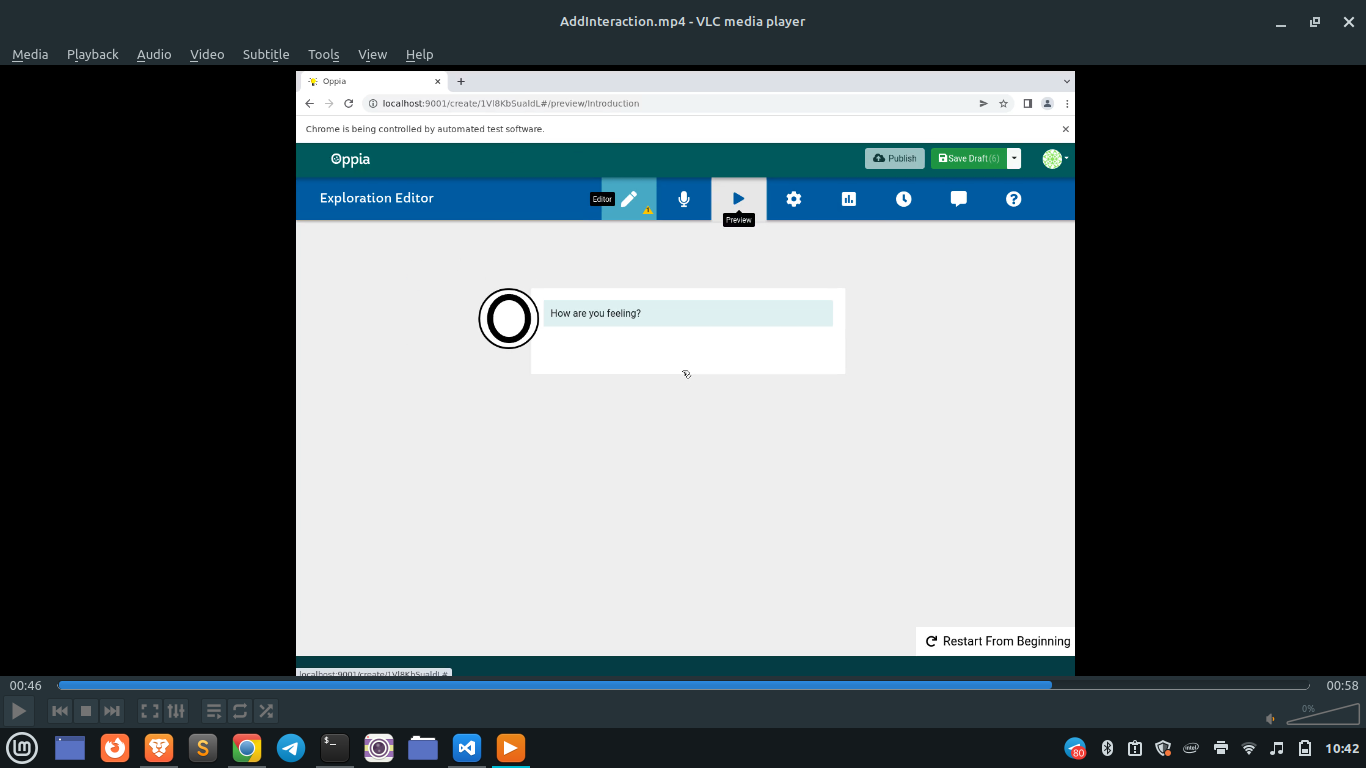 AddInteraction.mp4 - VLC media player
Media Playback Audio Video Subtitle Tools View Help
Oppia
localhost:9001/create/1Vl8KbSualdL#/preview/Introduction
Chrome is being controlled by automated test software.
Oppia
Publish
Save Draft (6)
Exploration Editor
Editor
Preview
How are you feeling?
Restart From Beginning
localhost:9001/create/1Vl8KbSualdL#
00:46
00:58
0%
S
$_
80
intel
10:42